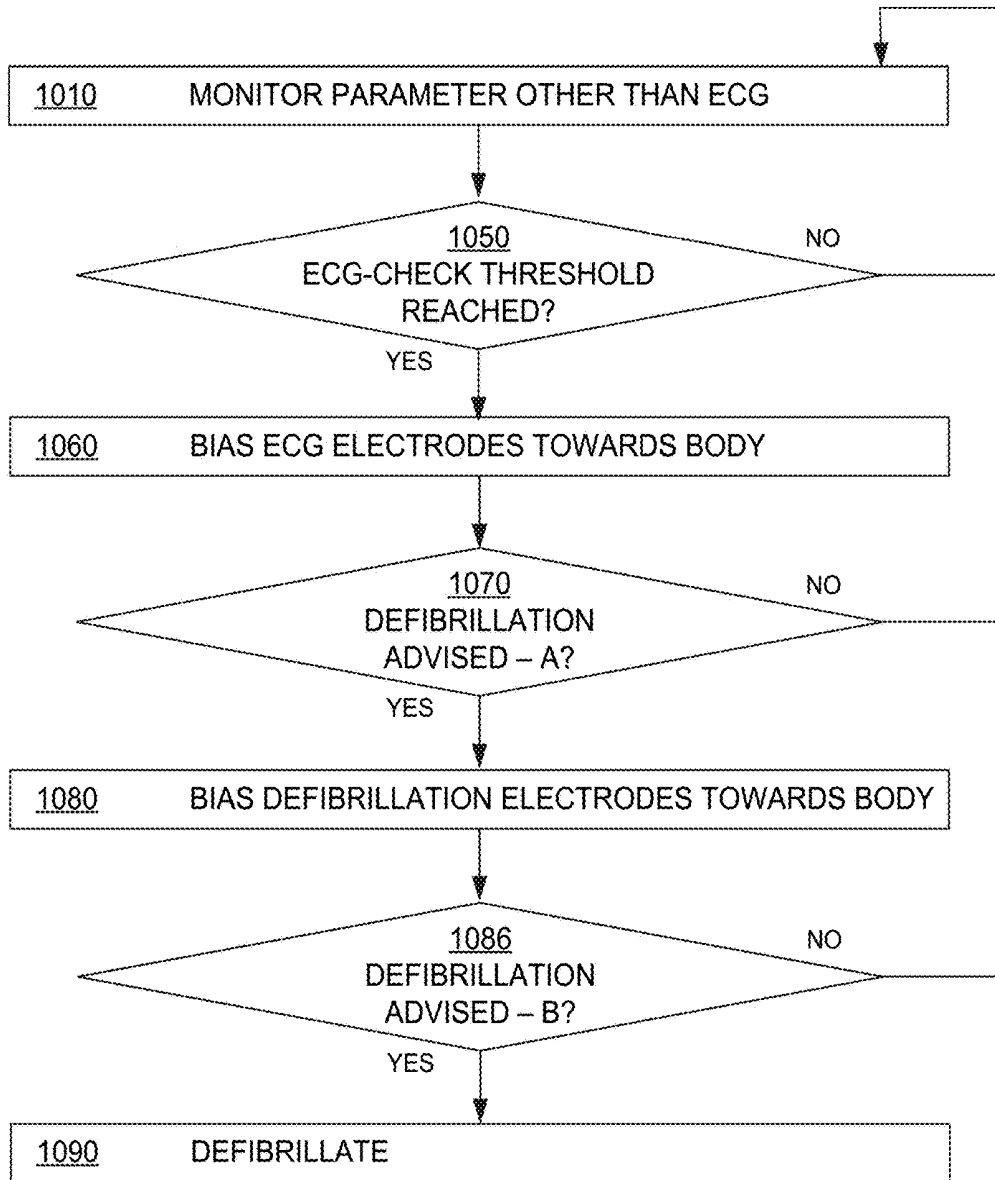 1010 MONITOR PARAMETER OTHER THAN ECG
1050
ECG-CHECK THRESHOLD
REACHED?
NO
YES
1060 BIAS ECG ELECTRODES TOWARDS BODY
1070
DEFIBRILLATION
ADVISED – A?
NO
YES
1080 BIAS DEFIBRILLATION ELECTRODES TOWARDS BODY
1086
DEFIBRILLATION
ADVISED – B?
NO
YES
1090 DEFIBRILLATE